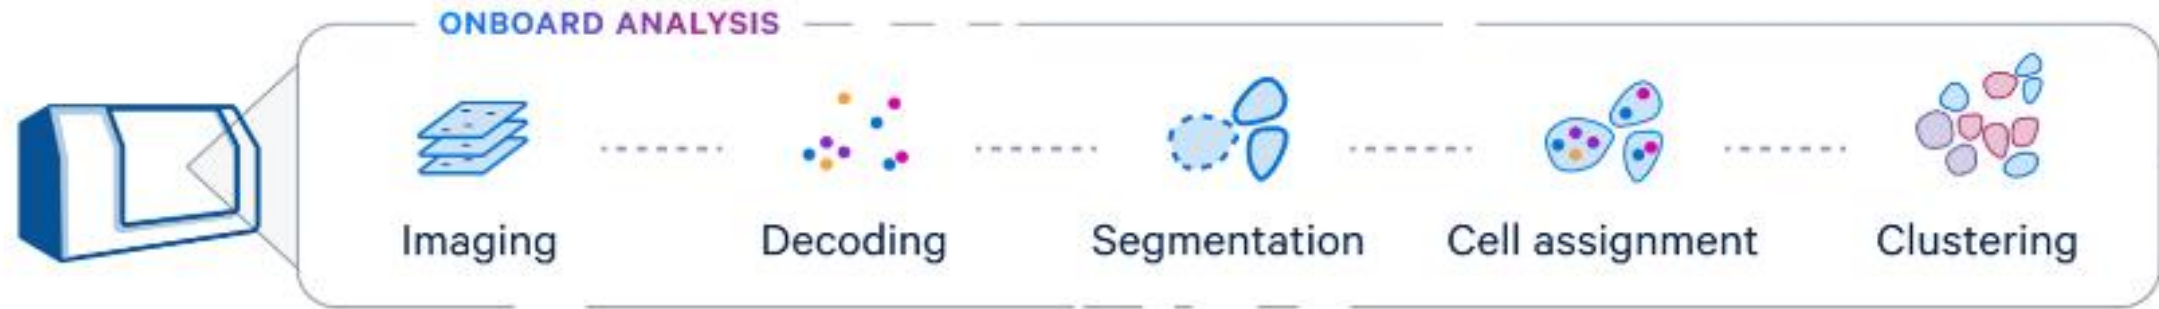 ONBOARD ANALYSIS
Imaging
Decoding
Segmentation
Cell assignment
Clustering